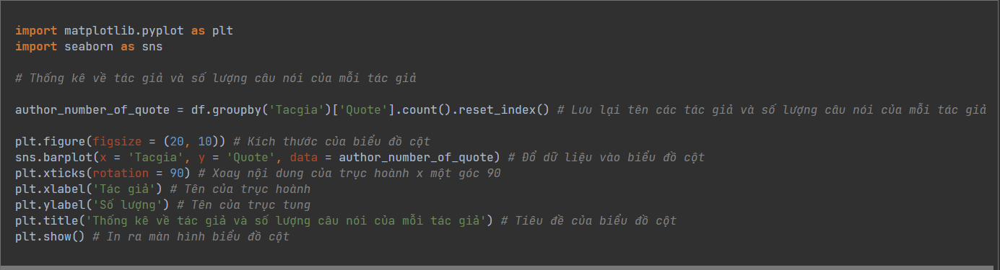 import matplotlib.pyplot as plt
import seaborn as sns
# Thống kê về tác giả và số lượng câu nói của mỗi tác giả
author_number_of_quote = df.groupby('Tacgia')['Quote'].count().reset_index() # Lưu lại tên các tác giả và số lượng câu nói của mỗi tác giả
plt.figure(figsize = (20, 10)) # Kích thước của biểu đồ cột
sns.barplot(x = 'Tacgia', y = 'Quote', data = author_number_of_quote) # Đổ dữ liệu vào biểu đồ cột
plt.xticks(rotation = 90) # Xoay nội dung của trục hoành x một góc 90
plt.xlabel('Tác giả') # Tên của trục hoành
plt.ylabel('Số lượng') # Tên của trục tung
plt.title('Thống kê về tác giả và số lượng câu nói của mỗi tác giả') # Tiêu đề của biểu đồ cột
plt.show() # In ra màn hình biểu đồ cột